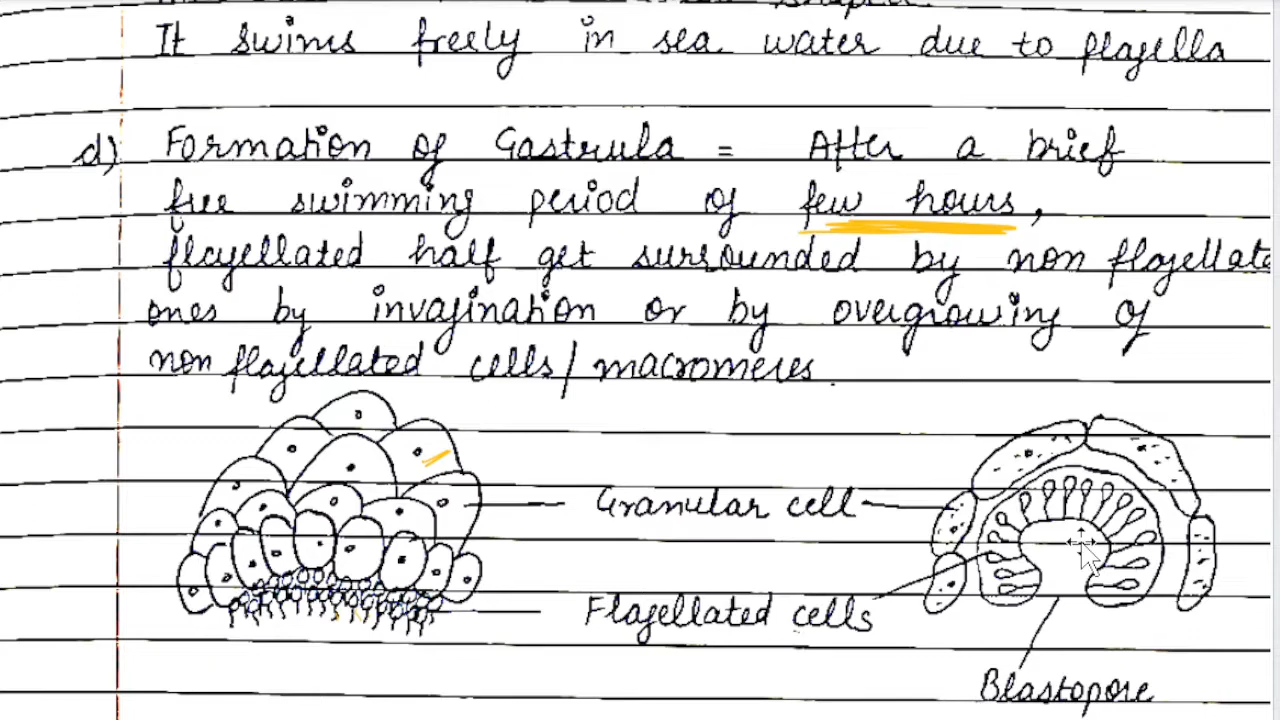 It swims freely in sea water due to flagella
d) Formation of Gastrula = After a brief
free swimming period of few hours,
flagellated half get surrounded by non flagellate
ones by invagination or by overgrowing of
non flagellated cells/macromeres.
Granular cell
Flagellated cells
Blastopore